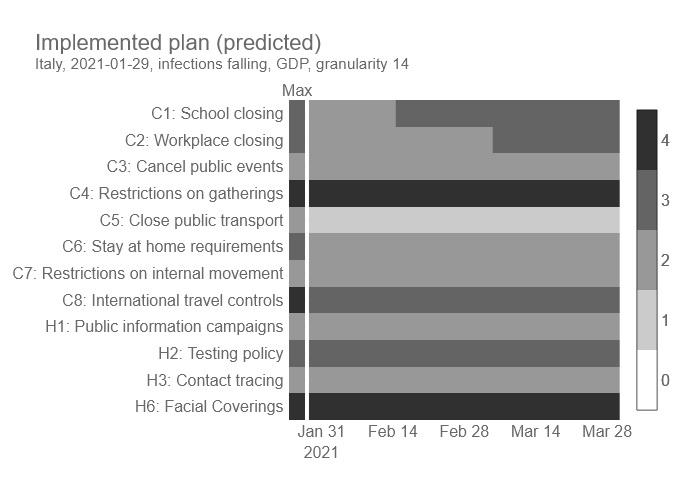 Implemented plan (predicted)
Italy, 2021-01-29, infections falling, GDP, granularity 14
Max
C1: School closing
C2: Workplace closing
C3: Cancel public events
C4: Restrictions on gatherings
C5: Close public transport
C6: Stay at home requirements
C7: Restrictions on internal movement
C8: International travel controls
H1: Public information campaigns
H2: Testing policy
H3: Contact tracing
H6: Facial Coverings
4
3
2
1
0
Jan 31 Feb 14 Feb 28 Mar 14 Mar 28
2021